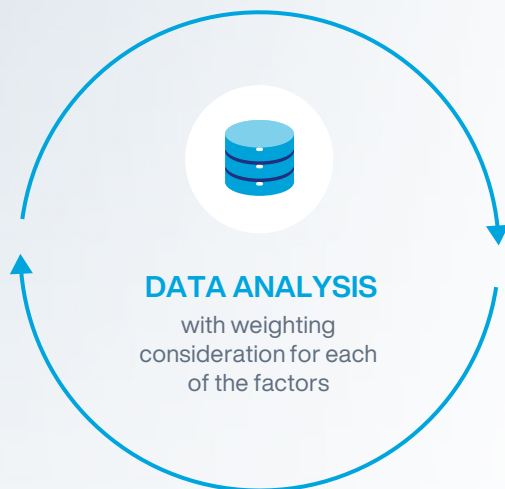 DATA ANALYSIS
with weighting
consideration for each
of the factors